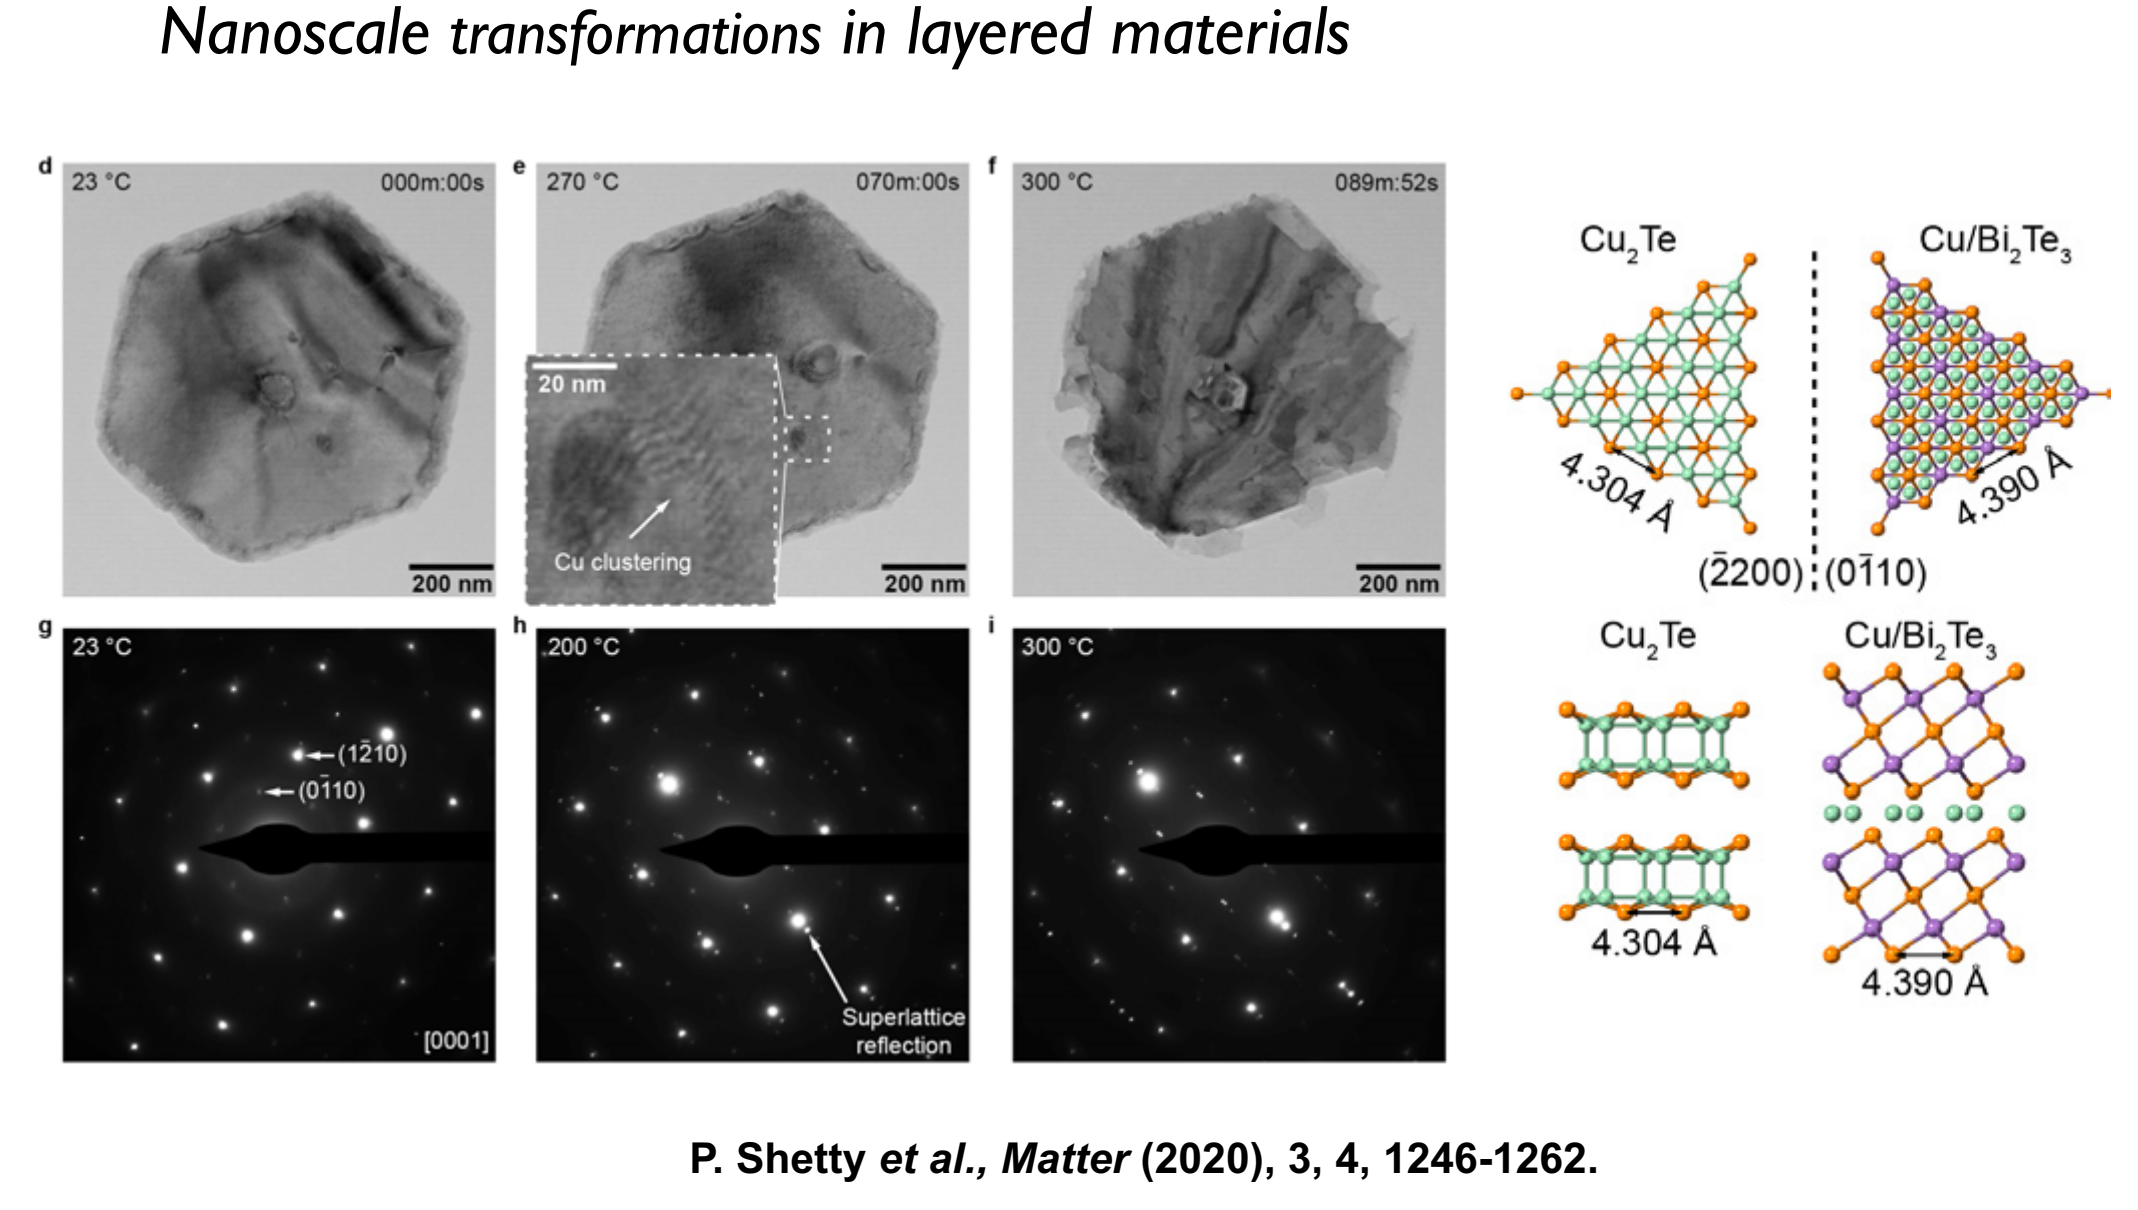 Nanoscale transformations in layered materials
d
23 °C
000m:00s
e
270 °C
070m:00s
20 nm
Cu clustering
200 nm
200 nm
f
300 °C
089m:52s
200 nm
Cu₂Te
Cu/Bi₂Te₃
4.304 Å
4.390 Å
(2̅200)
(01̅10)
g
23 °C
(12̅10)
(01̅10)
[0001]
h
200 °C
Superlattice
reflection
i
300 °C
Cu₂Te
Cu/Bi₂Te₃
4.304 Å
4.390 Å
P. Shetty et al., Matter (2020), 3, 4, 1246-1262.